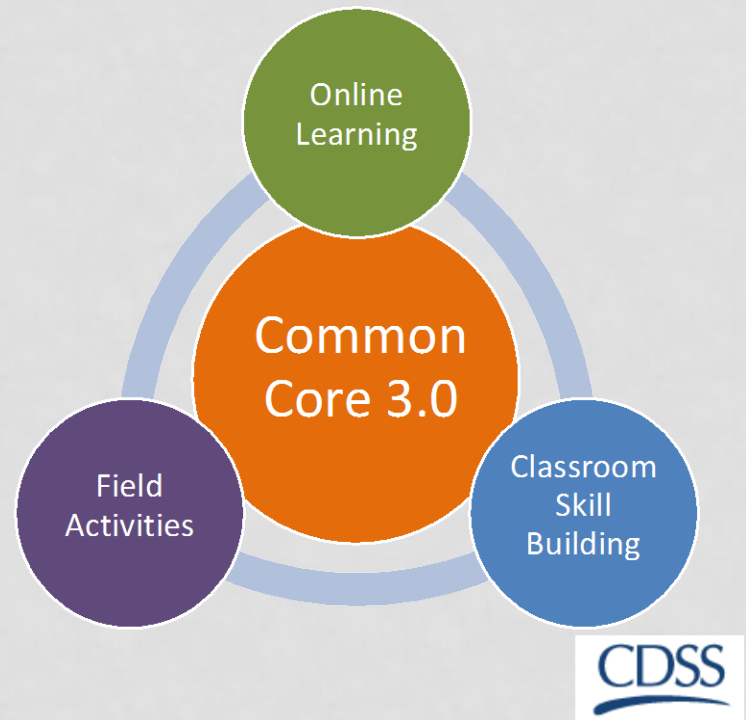 Online
Learning
Common
Core 3.0
Field
Activities
Classroom
Skill
Building
CDSS